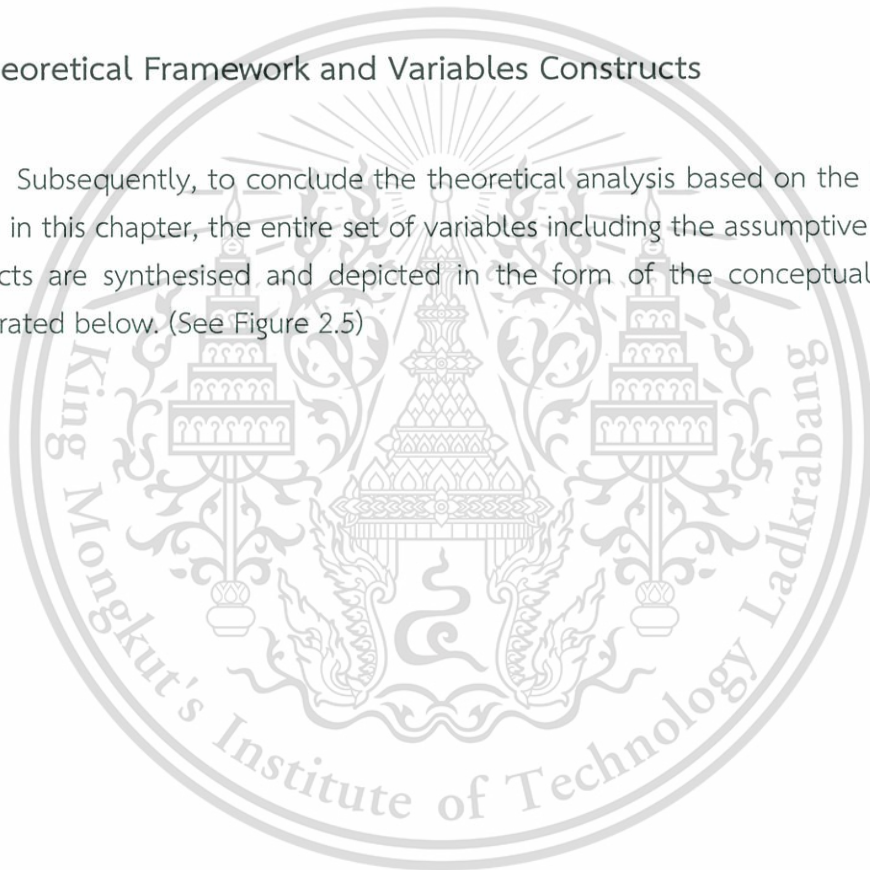 eoretical Framework and Variables Constructs
Subsequently, to conclude the theoretical analysis based on the
in this chapter, the entire set of variables including the assumptive
cts are synthesised and depicted in the form of the conceptual
rated below. (See Figure 2.5)
King Mongkut's Institute of Technology Ladkrabang